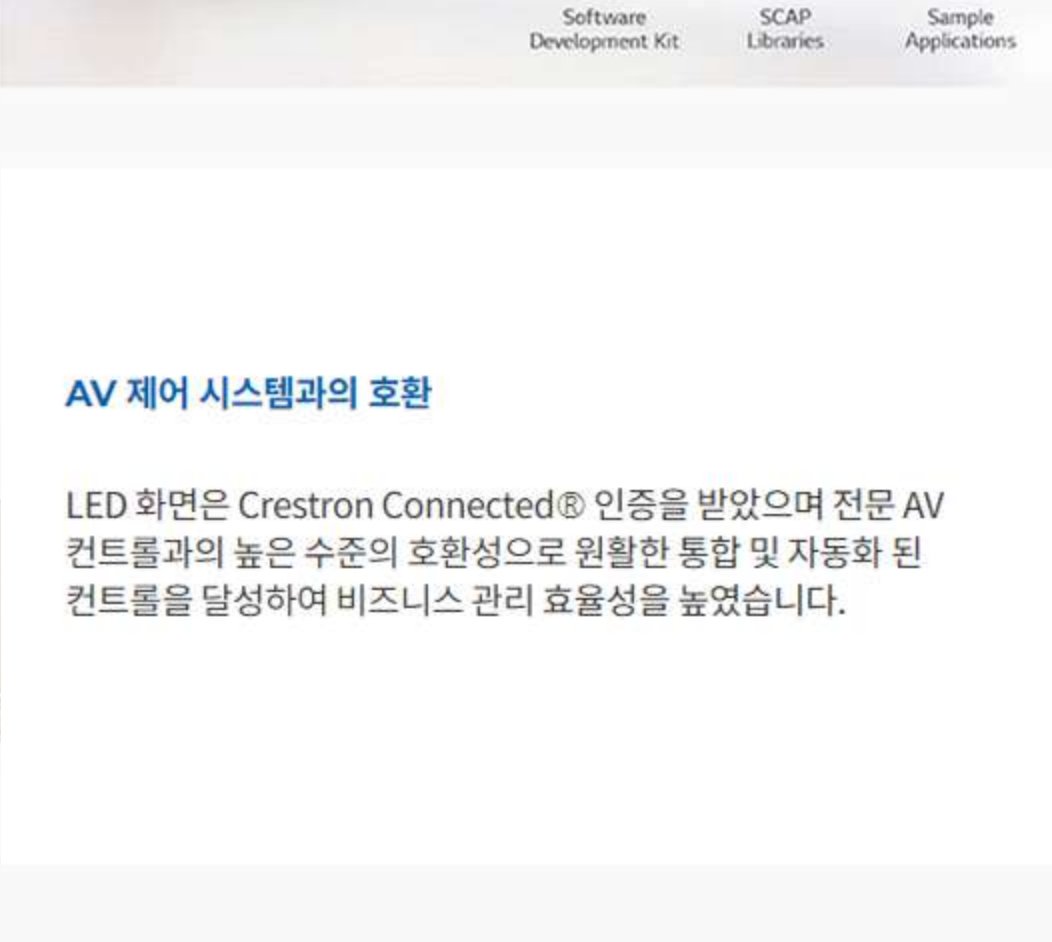 Software
Development Kit
SCAP
Libraries
Sample
Applications
AV 제어 시스템과의 호환
LED 화면은 Crestron Connected® 인증을 받았으며 전문 AV
컨트롤과의 높은 수준의 호환성으로 원활한 통합 및 자동화 된
컨트롤을 달성하여 비즈니스 관리 효율성을 높였습니다.